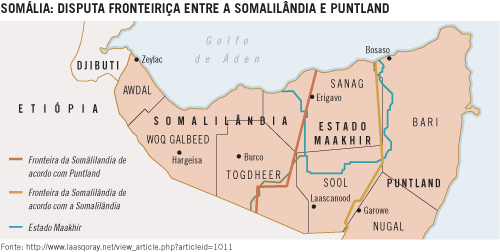 SOMÁLIA: DISPUTA FRONTEIRIÇA ENTRE A SOMALILÂNDIA E PUNTLAND
Golfo
de Áden
Bosaso
Zeylac
DJIBUTI
ETIÓPIA
AWDAL
SANAG
Erigavo
SOMALILÂNDIA
ESTADO
MAAKHIR
BARI
WOQ GALBEED
Hargeisa
Burco
TOGDHEER
SOOL
PUNTLAND
Laascanood
Garowe
NUGAL
Fronteira da Somalilândia de
acordo com Puntland
Fronteira da Somalilândia de
acordo com a Somalilândia
Estado Maakhir
Fonte: http://www.laasqoray.net/view_article.php?articleid=1011